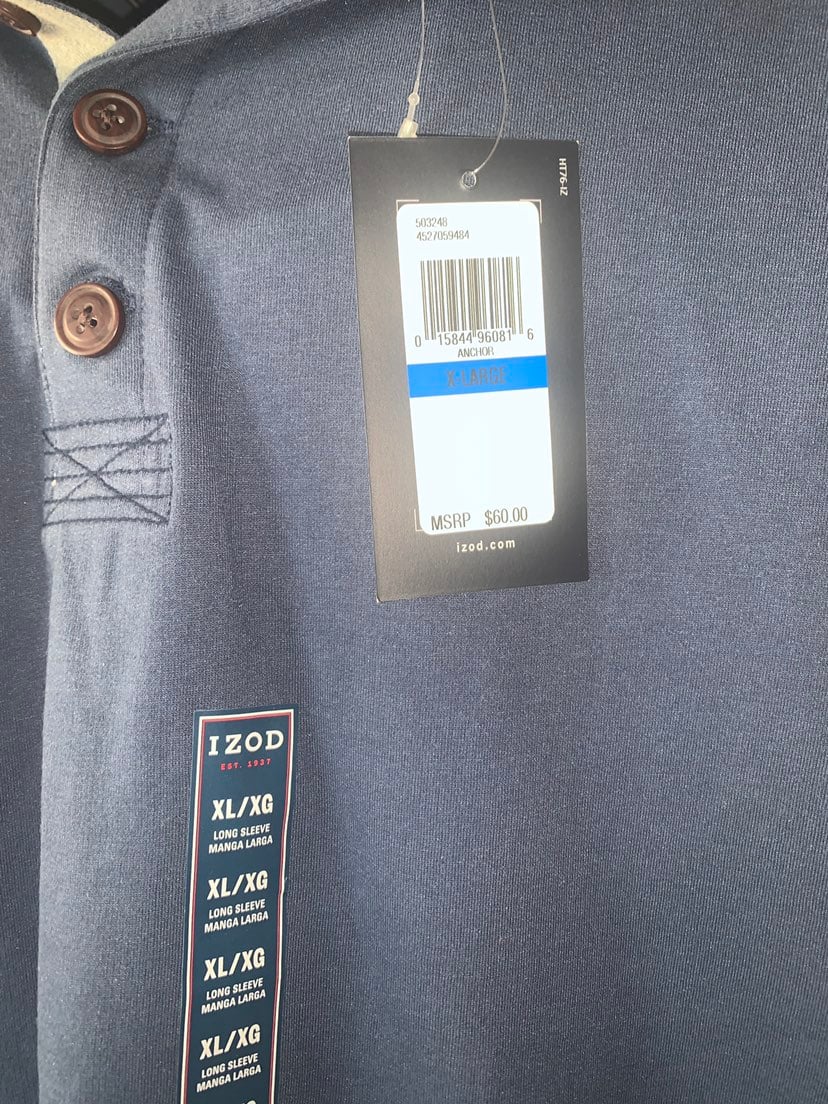 HT76-IZ
503248
4527059484
0 15844 96081 6
ANCHOR
X-LARGE
MSRP $60.00
izod.com
IZOD
EST. 1937
XL/XG
LONG SLEEVE
MANGA LARGA
XL/XG
LONG SLEEVE
MANGA LARGA
XL/XG
LONG SLEEVE
MANGA LARGA
XL/XG
LONG SLEEVE
MANGA LARGA